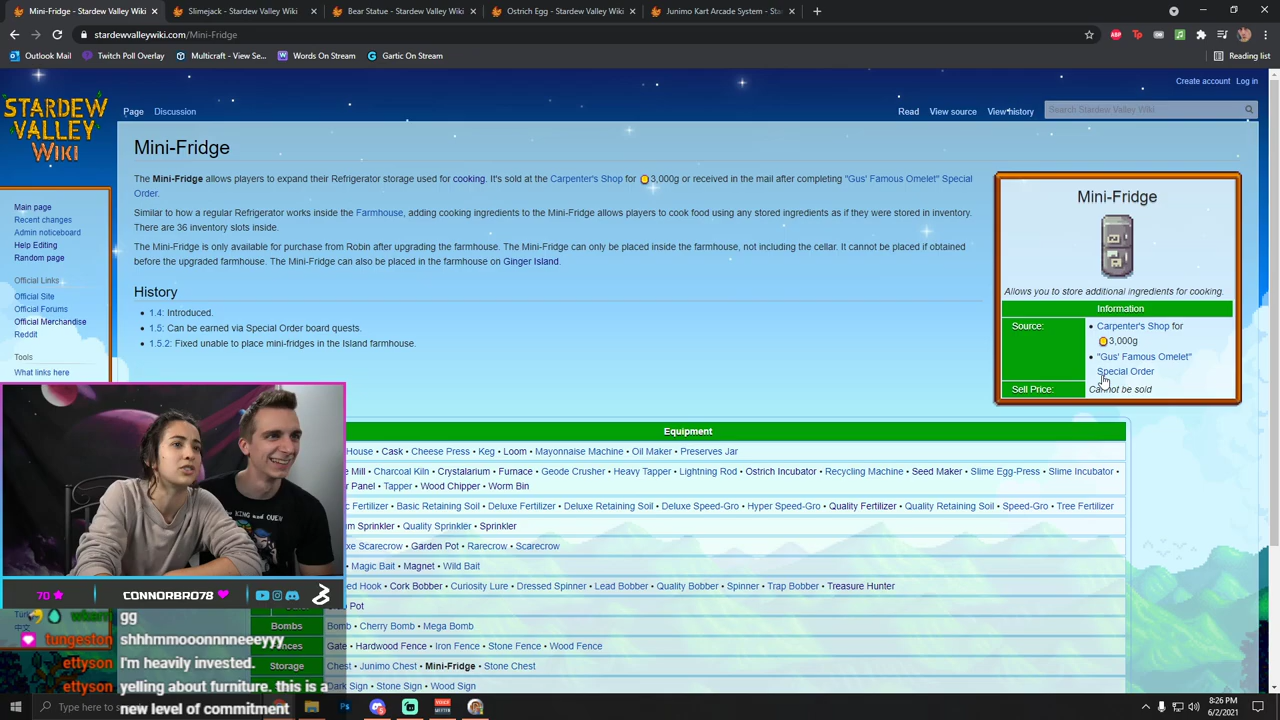 Mini-Fridge - Stardew Valley Wiki
Slimejack - Stardew Valley Wiki
Bear Statue - Stardew Valley Wiki
Ostrich Egg - Stardew Valley Wiki
Junimo Kart Arcade System - Sta
stardewvalleywiki.com/Mini-Fridge
Reading list
Outlook Mail
Twitch Poll Overlay
Multicraft - View Se...
Words On Stream
Gartic On Stream
Create account
Log in
STARDEW
VALLEY
WIKI
Page
Discussion
Read
View source
View history
Search Stardew Valley Wiki
Mini-Fridge
The Mini-Fridge allows players to expand their Refrigerator storage used for cooking. It's sold at the Carpenter's Shop for 3,000g or received in the mail after completing "Gus' Famous Omelet" Special
Order.
Similar to how a regular Refrigerator works inside the Farmhouse, adding cooking ingredients to the Mini-Fridge allows players to cook food using any stored ingredients as if they were stored in inventory.
There are 36 inventory slots inside.
The Mini-Fridge is only available for purchase from Robin after upgrading the farmhouse. The Mini-Fridge can only be placed inside the farmhouse, not including the cellar. It cannot be placed if obtained
before the upgraded farmhouse. The Mini-Fridge can also be placed in the farmhouse on Ginger Island.
History
• 1.4: Introduced.
• 1.5: Can be earned via Special Order board quests.
• 1.5.2: Fixed unable to place mini-fridges in the Island farmhouse.
Mini-Fridge
Allows you to store additional ingredients for cooking.
Information
Source:
• Carpenter's Shop for
3,000g
• "Gus' Famous Omelet"
Special Order
Sell Price:
Cannot be sold
Main page
Recent changes
Admin noticeboard
Help Editing
Random page
Official Links
Official Site
Official Forums
Official Merchandise
Reddit
Tools
What links here
Equipment
House • Cask • Cheese Press • Keg • Loom • Mayonnaise Machine • Oil Maker • Preserves Jar
e Mill • Charcoal Kiln • Crystalarium • Furnace • Geode Crusher • Heavy Tapper • Lightning Rod • Ostrich Incubator • Recycling Machine • Seed Maker • Slime Egg-Press • Slime Incubator •
r Panel • Tapper • Wood Chipper • Worm Bin
c Fertilizer • Basic Retaining Soil • Deluxe Fertilizer • Deluxe Retaining Soil • Deluxe Speed-Gro • Hyper Speed-Gro • Quality Fertilizer • Quality Retaining Soil • Speed-Gro • Tree Fertilizer
m Sprinkler • Quality Sprinkler • Sprinkler
xe Scarecrow • Garden Pot • Rarecrow • Scarecrow
• Magic Bait • Magnet • Wild Bait
ed Hook • Cork Bobber • Curiosity Lure • Dressed Spinner • Lead Bobber • Quality Bobber • Spinner • Trap Bobber • Treasure Hunter
Pot
Bombs
Bomb • Cherry Bomb • Mega Bomb
nces
Gate • Hardwood Fence • Iron Fence • Stone Fence • Wood Fence
Storage
Chest • Junimo Chest • Mini-Fridge • Stone Chest
Dark Sign • Stone Sign • Wood Sign
70
CONNORBRO78
gg
tungeston shhhmmooonnnneeeyyy
ettyson I'm heavily invested.
ettyson yelling about furniture. this is a
new level of commitment
Type here to s
8:26 PM
6/2/2021